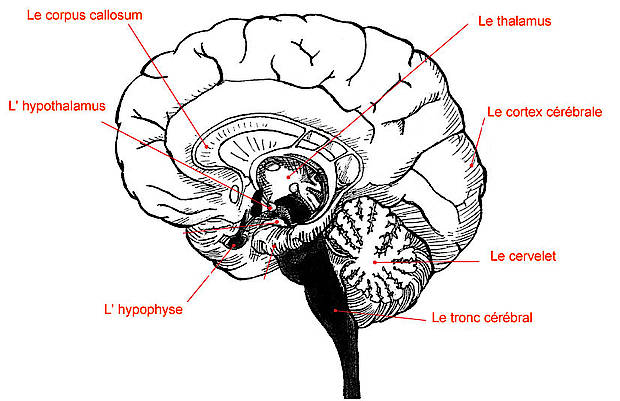 Le corpus callosum
Le thalamus
L' hypothalamus
Le cortex cérébrale
Le cervelet
L' hypophyse
Le tronc cérébral